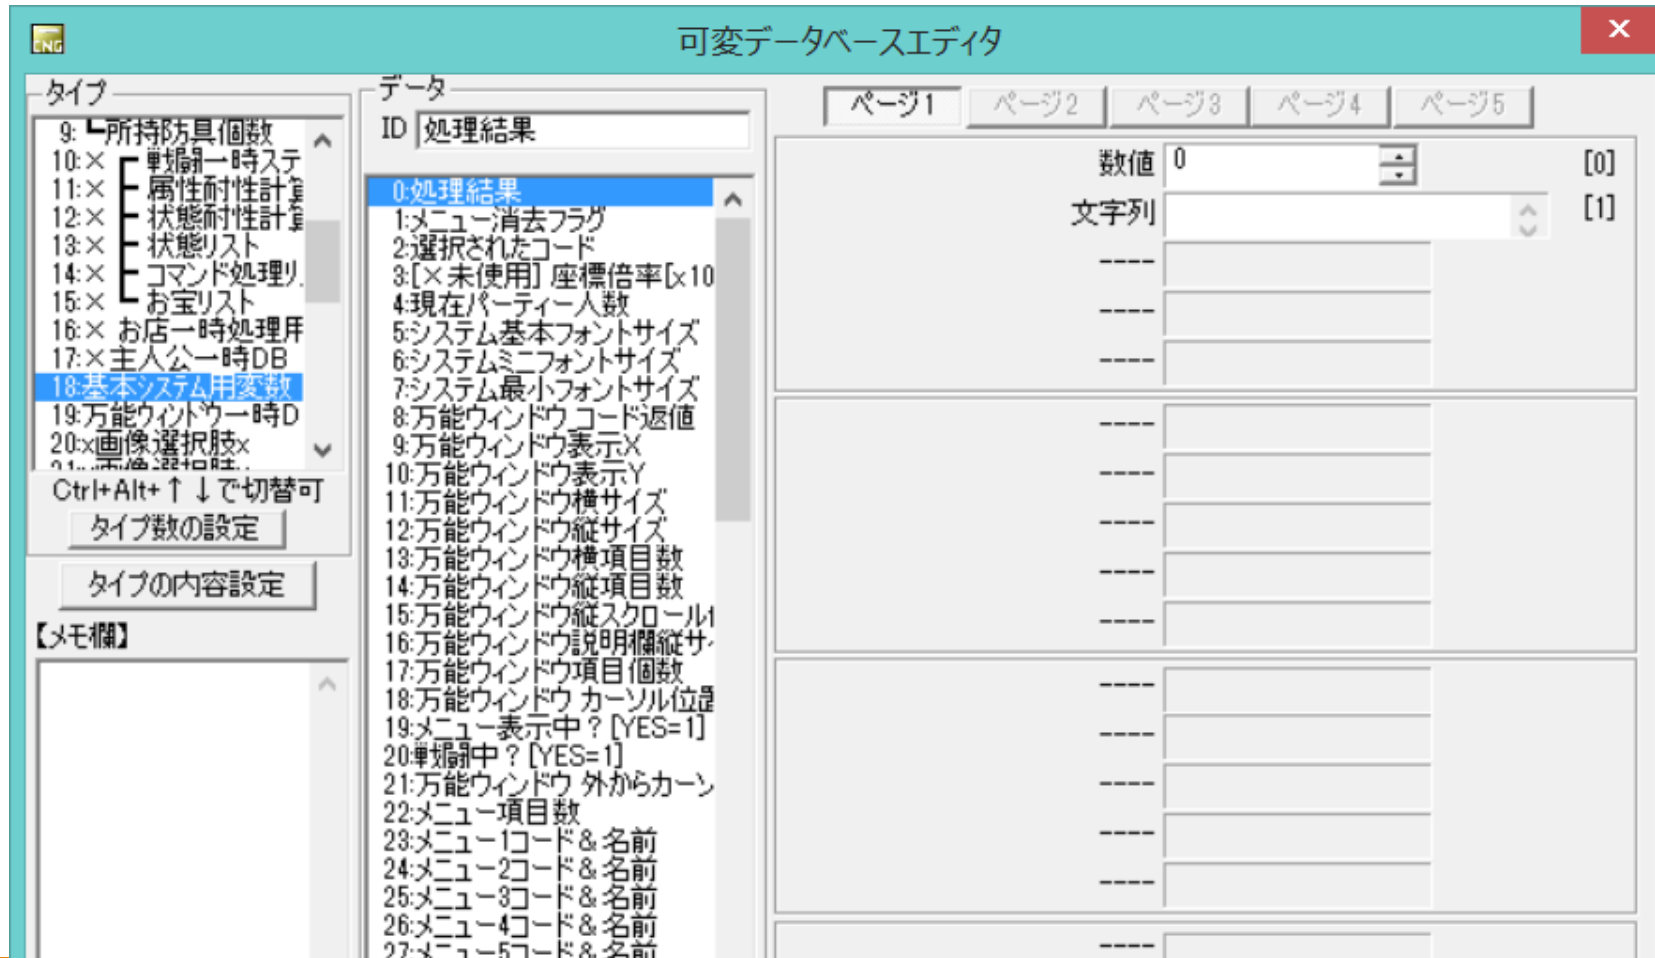 可変データベースエディタ
タイプ
9: ┗所持防具個数
10:× ┏ 戦闘一時ステ
11:× ┣ 属性耐性計算
12:× ┣ 状態耐性計算
13:× ┣ 状態リスト
14:× ┣ コマンド処理リ
15:× ┗ お宝リスト
16:× お店一時処理用
17:×主人公一時DB
18:基本システム用変数
19:万能ウィンドウ一時D
20:x画像選択肢x
21:x画像選択肢x
Ctrl+Alt+↑↓で切替可
タイプ数の設定
タイプの内容設定
【メモ欄】
データ
ID 処理結果
0:処理結果
1:メニュー消去フラグ
2:選択されたコード
3:[×未使用] 座標倍率[x10
4:現在パーティー人数
5:システム基本フォントサイズ
6:システムミニフォントサイズ
7:システム最小フォントサイズ
8:万能ウィンドウ コード返値
9:万能ウィンドウ表示X
10:万能ウィンドウ表示Y
11:万能ウィンドウ横サイズ
12:万能ウィンドウ縦サイズ
13:万能ウィンドウ横項目数
14:万能ウィンドウ縦項目数
15:万能ウィンドウ縦スクロール
16:万能ウィンドウ説明欄縦サ
17:万能ウィンドウ項目個数
18:万能ウィンドウ カーソル位置
19:メニュー表示中？[YES=1]
20:戦闘中？[YES=1]
21:万能ウィンドウ 外からカーソ
22:メニュー項目数
23:メニュー1コード＆名前
24:メニュー2コード＆名前
25:メニュー3コード＆名前
26:メニュー4コード＆名前
27:メニュー5コード＆名前
ページ1 ページ2 ページ3 ページ4 ページ5
数値 0 [0]
文字列 [1]
----
----
----
----
----
----
----
----
----
----
----
----
----
----